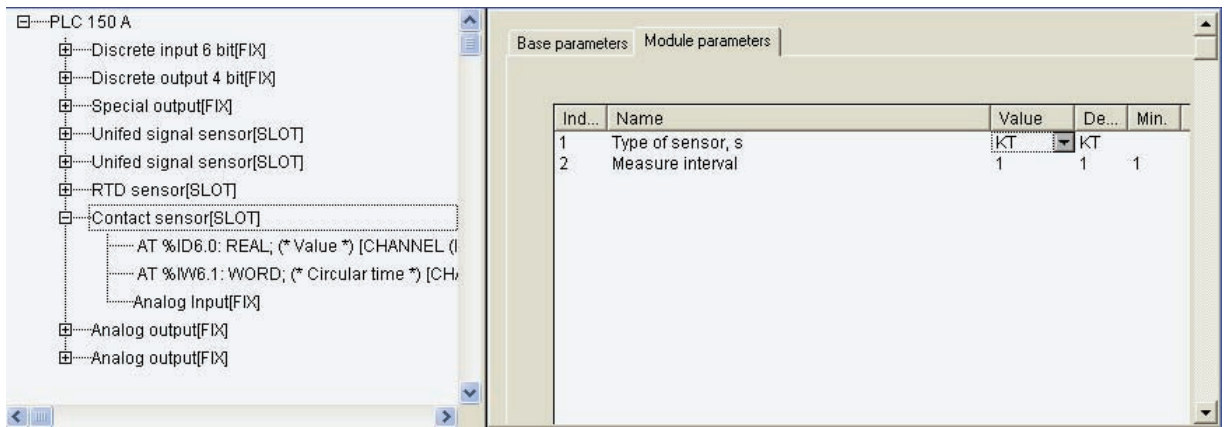 PLC 150 A
Discrete input 6 bit[FIX]
Discrete output 4 bit[FIX]
Special output[FIX]
Unifed signal sensor[SLOT]
Unifed signal sensor[SLOT]
RTD sensor[SLOT]
Contact sensor[SLOT]
AT %ID6.0: REAL; (* Value *) [CHANNEL (I
AT %IW6.1: WORD; (* Circular time *) [CHA
Analog Input[FIX]
Analog output[FIX]
Analog output[FIX]
Base parameters Module parameters
Ind... Name Value De... Min.
1 Type of sensor, s KT KT
2 Measure interval 1 1 1